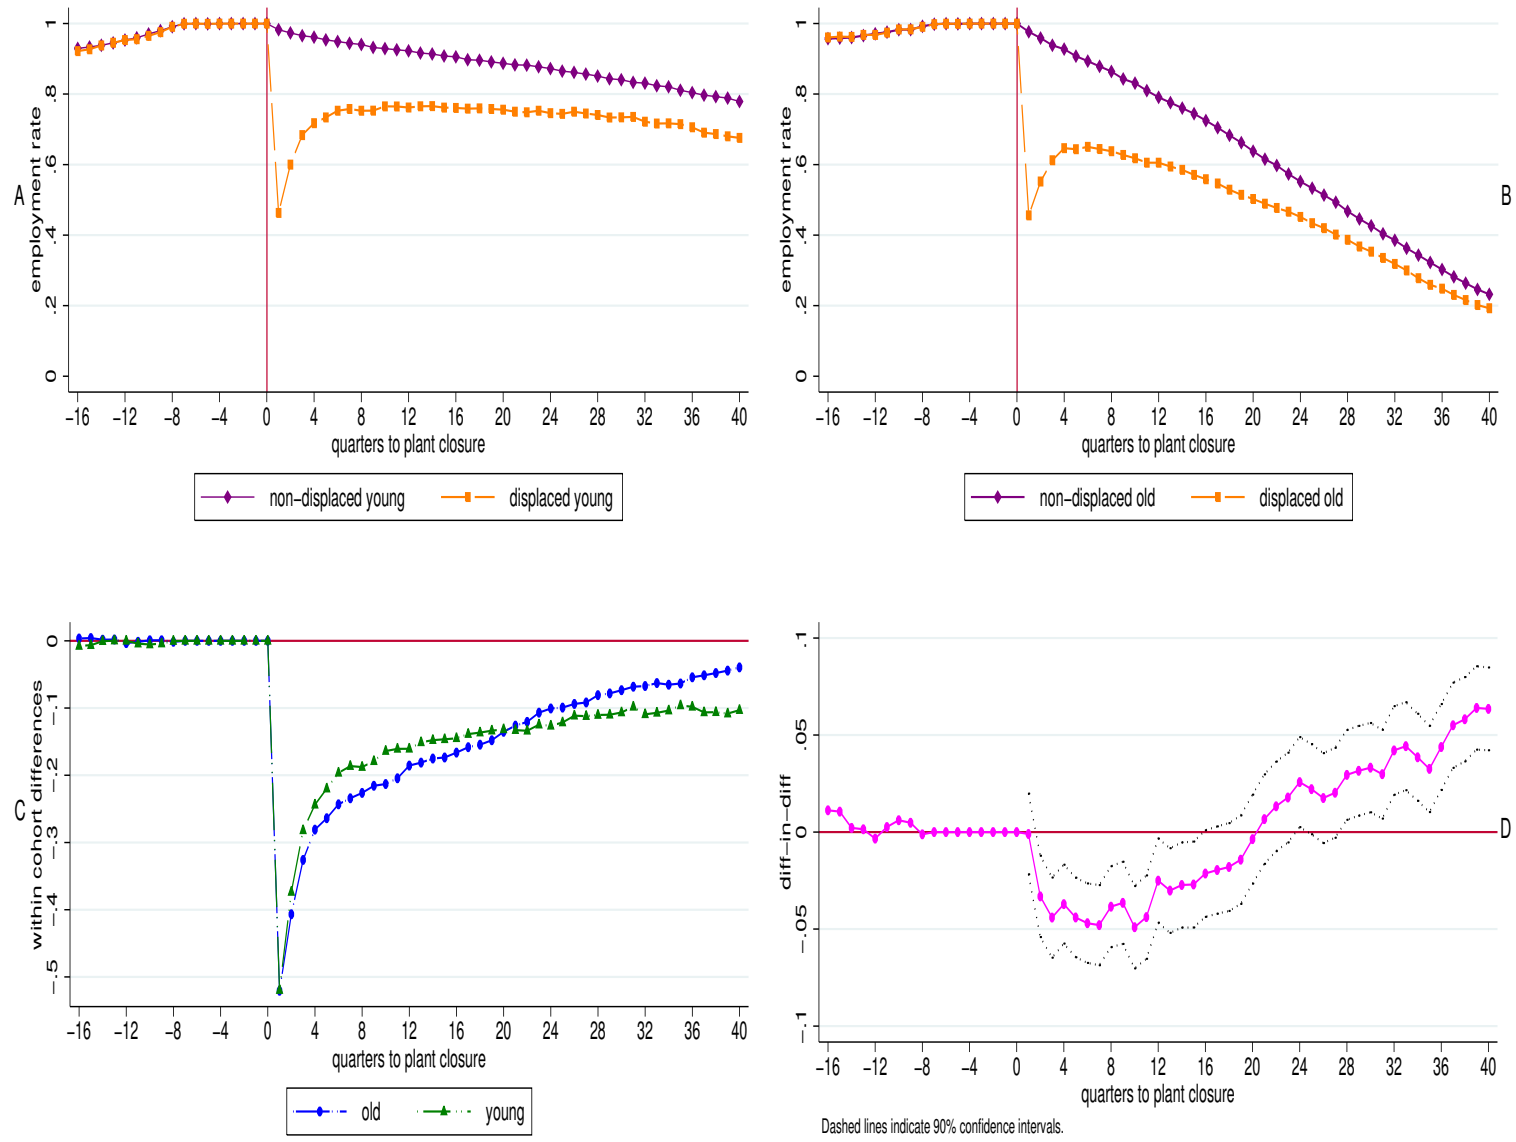 A
employment rate
0 .2 .4 .6 .8 1
−16 −12 −8 −4 0 4 8 12 16 20 24 28 32 36 40
quarters to plant closure
non−displaced young displaced young
B
employment rate
0 .2 .4 .6 .8 1
−16 −12 −8 −4 0 4 8 12 16 20 24 28 32 36 40
quarters to plant closure
non−displaced old displaced old
C
within cohort differences
−.5 −.4 −.3 −.2 −.1 0
−16 −12 −8 −4 0 4 8 12 16 20 24 28 32 36 40
quarters to plant closure
old young
D
diff−in−diff
−.1 −.05 0 .05 .1
−16 −12 −8 −4 0 4 8 12 16 20 24 28 32 36 40
quarters to plant closure
Dashed lines indicate 90% confidence intervals.